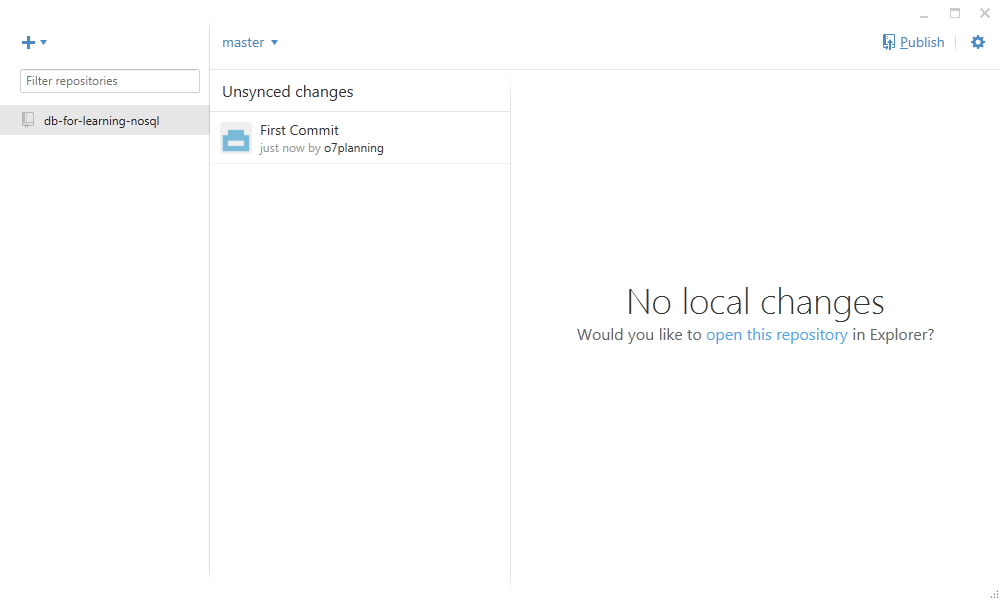 master
Publish
Filter repositories
db-for-learning-nosql
Unsynced changes
First Commit
just now by o7planning
No local changes
Would you like to open this repository in Explorer?